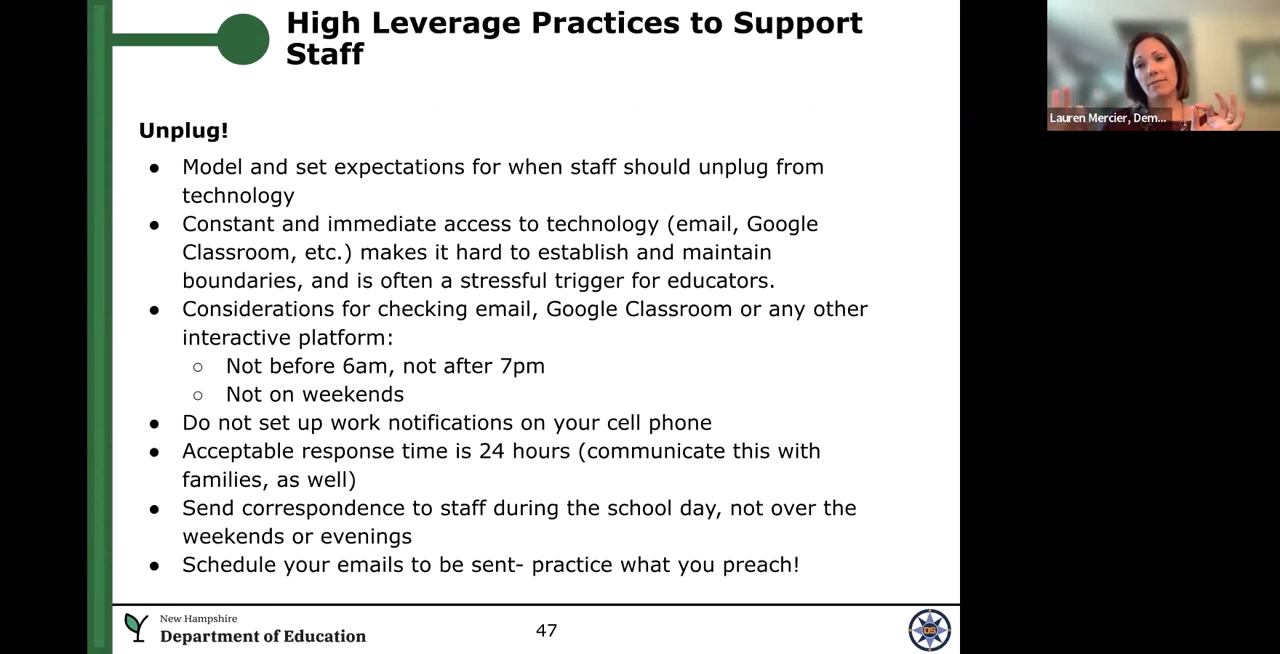 High Leverage Practices to Support
Staff
Lauren Mercier, Dem...
Unplug!
● Model and set expectations for when staff should unplug from
technology
● Constant and immediate access to technology (email, Google
Classroom, etc.) makes it hard to establish and maintain
boundaries, and is often a stressful trigger for educators.
● Considerations for checking email, Google Classroom or any other
interactive platform:
○ Not before 6am, not after 7pm
○ Not on weekends
● Do not set up work notifications on your cell phone
● Acceptable response time is 24 hours (communicate this with
families, as well)
● Send correspondence to staff during the school day, not over the
weekends or evenings
● Schedule your emails to be sent- practice what you preach!
New Hampshire
Department of Education
47
DS